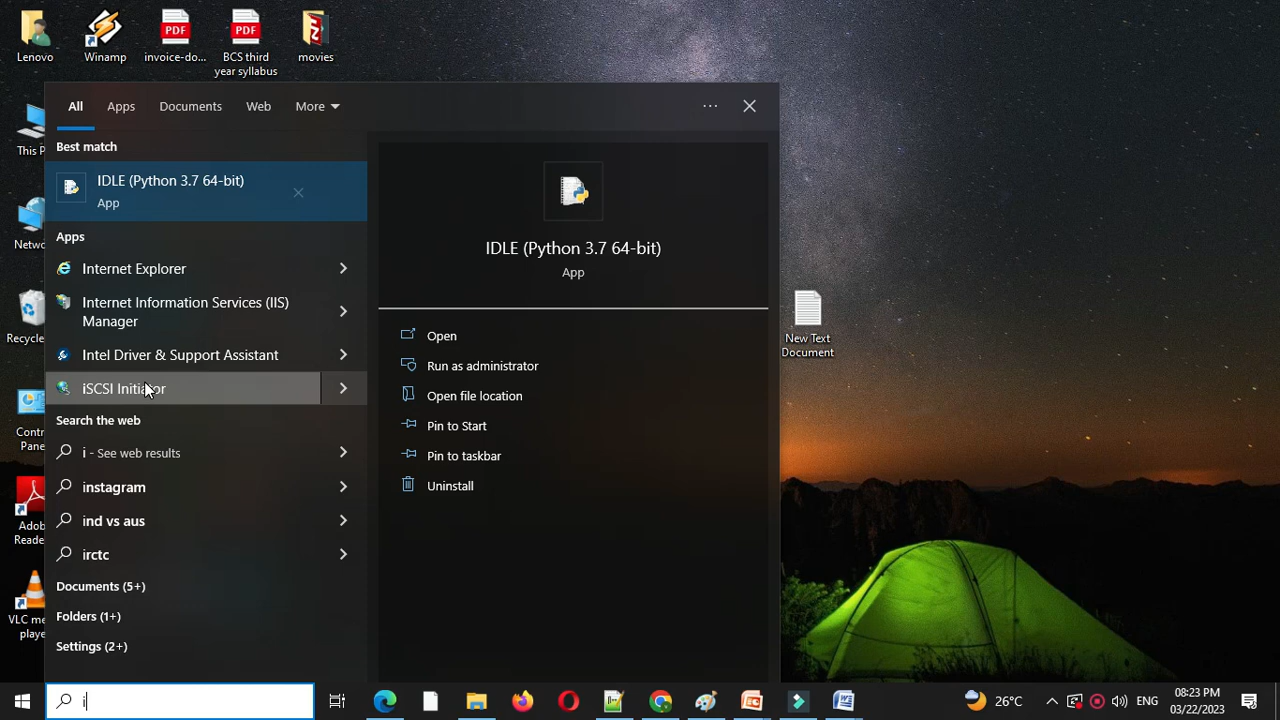 Lenovo
Winamp
invoice-do...
BCS third
year syllabus
movies
PDF
PDF
This P
Netwo
Recycle
Contr
Pane
Adob
Reade
VLC me
playe
New Text
Document
All
Apps
Documents
Web
More
Best match
IDLE (Python 3.7 64-bit)
App
Apps
Internet Explorer
Internet Information Services (IIS)
Manager
Intel Driver & Support Assistant
iSCSI Initiator
Search the web
i - See web results
instagram
ind vs aus
irctc
Documents (5+)
Folders (1+)
Settings (2+)
IDLE (Python 3.7 64-bit)
App
Open
Run as administrator
Open file location
Pin to Start
Pin to taskbar
Uninstall
i
26°C
ENG
08:23 PM
03/22/2023